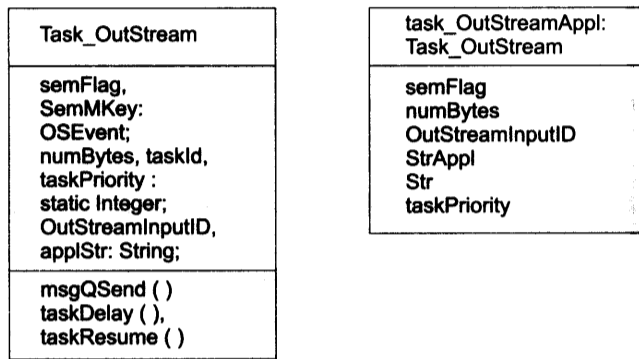 Task_OutStream
semFlag,
SemMKey:
OSEvent;
numBytes, taskId,
taskPriority :
static Integer;
OutStreamInputID,
applStr: String;
msgQSend ( )
taskDelay ( ),
taskResume ( )
task_OutStreamAppl:
Task_OutStream
semFlag
numBytes
OutStreamInputID
StrAppl
Str
taskPriority